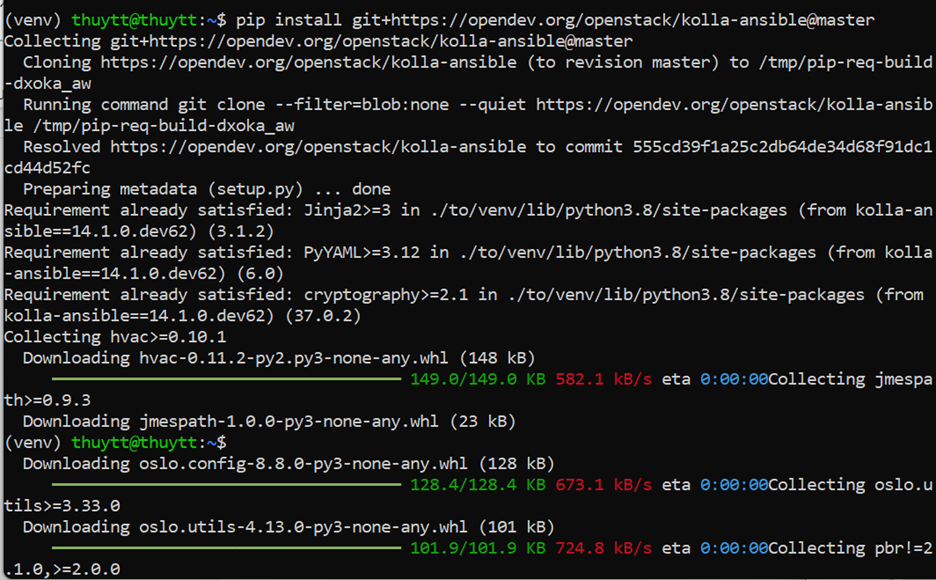 (venv) thuytt@thuytt:~$ pip install git+https://opendev.org/openstack/kolla-ansible@master
Collecting git+https://opendev.org/openstack/kolla-ansible@master
  Cloning https://opendev.org/openstack/kolla-ansible (to revision master) to /tmp/pip-req-build
-dxoka_aw
  Running command git clone --filter=blob:none --quiet https://opendev.org/openstack/kolla-ansib
le /tmp/pip-req-build-dxoka_aw
  Resolved https://opendev.org/openstack/kolla-ansible to commit 555cd39f1a25c2db64de34d68f91dc1
cd44d52fc
  Preparing metadata (setup.py) ... done
Requirement already satisfied: Jinja2>=3 in ./to/venv/lib/python3.8/site-packages (from kolla-an
sible==14.1.0.dev62) (3.1.2)
Requirement already satisfied: PyYAML>=3.12 in ./to/venv/lib/python3.8/site-packages (from kolla
-ansible==14.1.0.dev62) (6.0)
Requirement already satisfied: cryptography>=2.1 in ./to/venv/lib/python3.8/site-packages (from
kolla-ansible==14.1.0.dev62) (37.0.2)
Collecting hvac>=0.10.1
  Downloading hvac-0.11.2-py2.py3-none-any.whl (148 kB)
149.0/149.0 KB 582.1 kB/s eta 0:00:00Collecting jmespa
th>=0.9.3
  Downloading jmespath-1.0.0-py3-none-any.whl (23 kB)
(venv) thuytt@thuytt:~$
  Downloading oslo.config-8.8.0-py3-none-any.whl (128 kB)
128.4/128.4 KB 673.1 kB/s eta 0:00:00Collecting oslo.u
tils>=3.33.0
  Downloading oslo.utils-4.13.0-py3-none-any.whl (101 kB)
101.9/101.9 KB 724.8 kB/s eta 0:00:00Collecting pbr!=2
.1.0,>=2.0.0